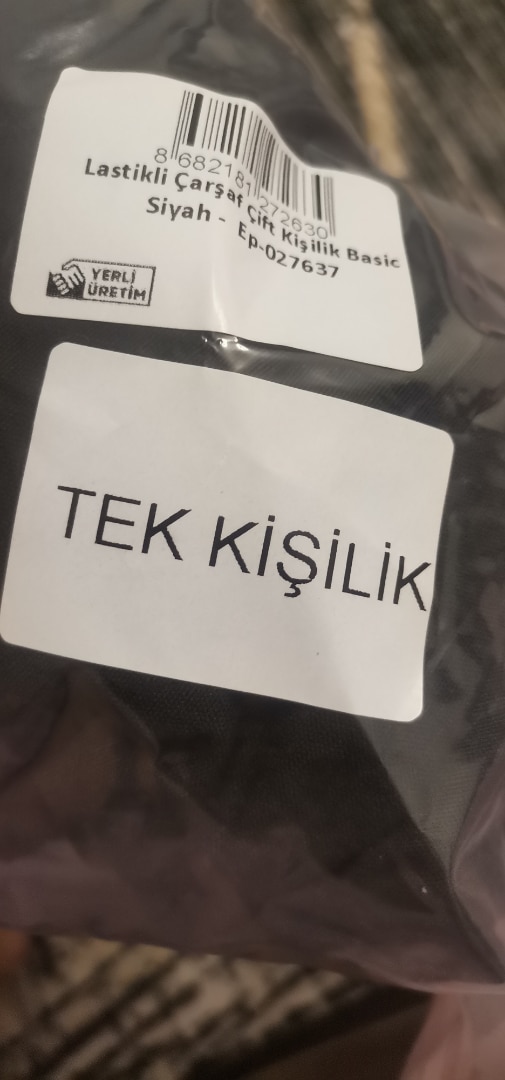 8 682181 272630
Lastikli Çarşaf Çift Kişilik Basic
Siyah - Ep-027637
YERLİ
ÜRETİM
TEK KİŞİLİK